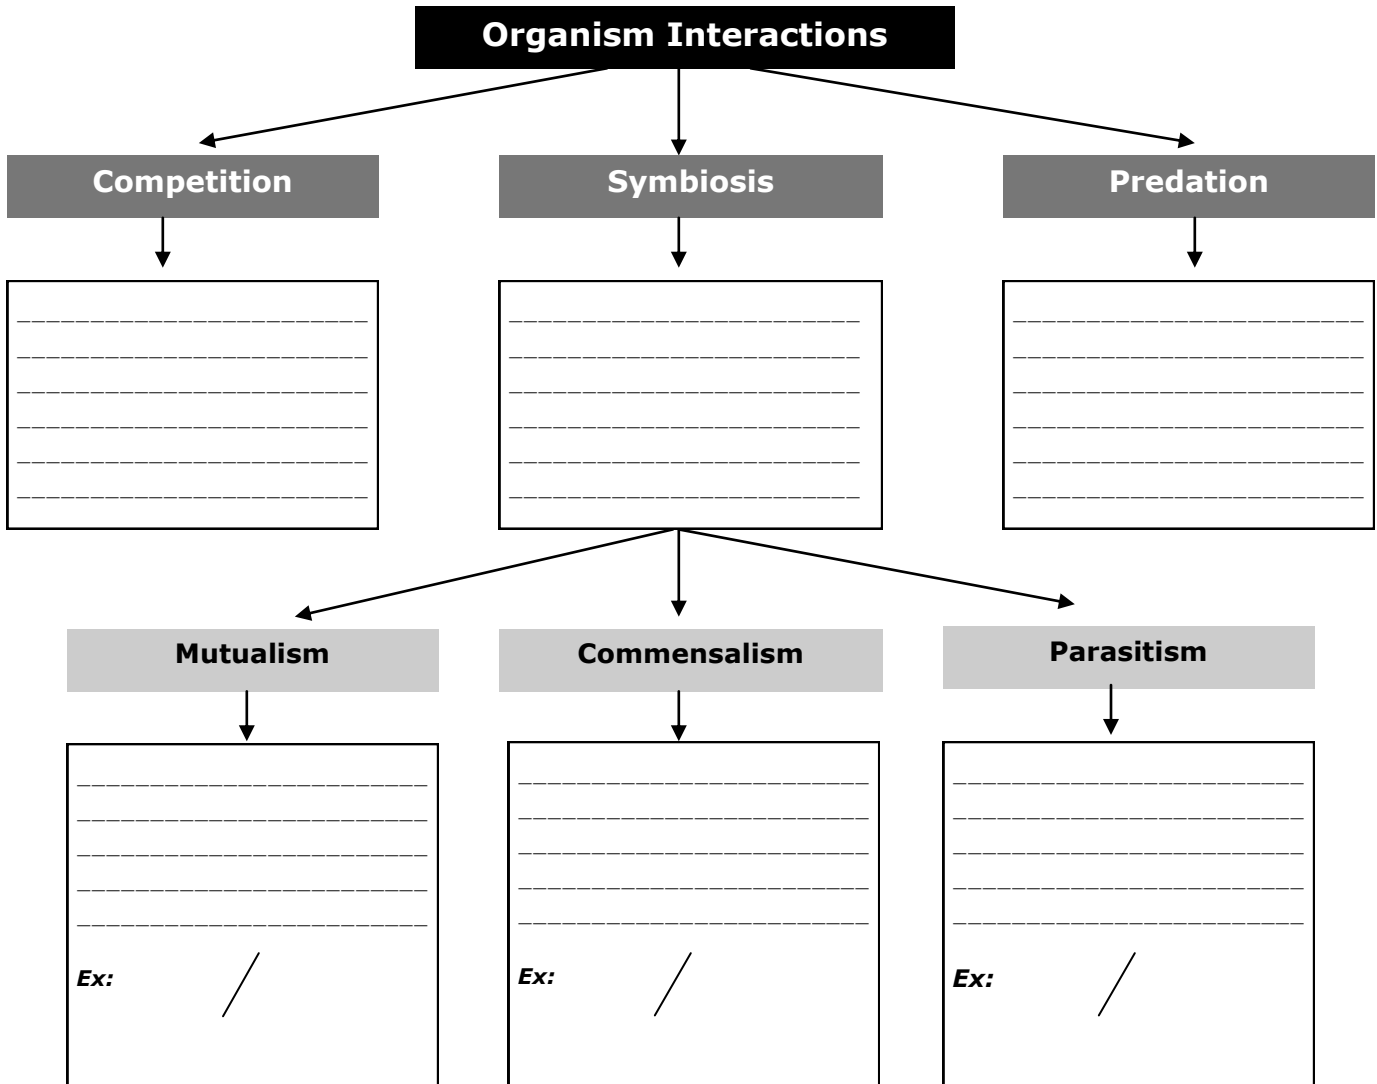 Organism Interactions
Competition
Symbiosis
Predation
Mutualism
Commensalism
Parasitism
Ex:
Ex:
Ex: